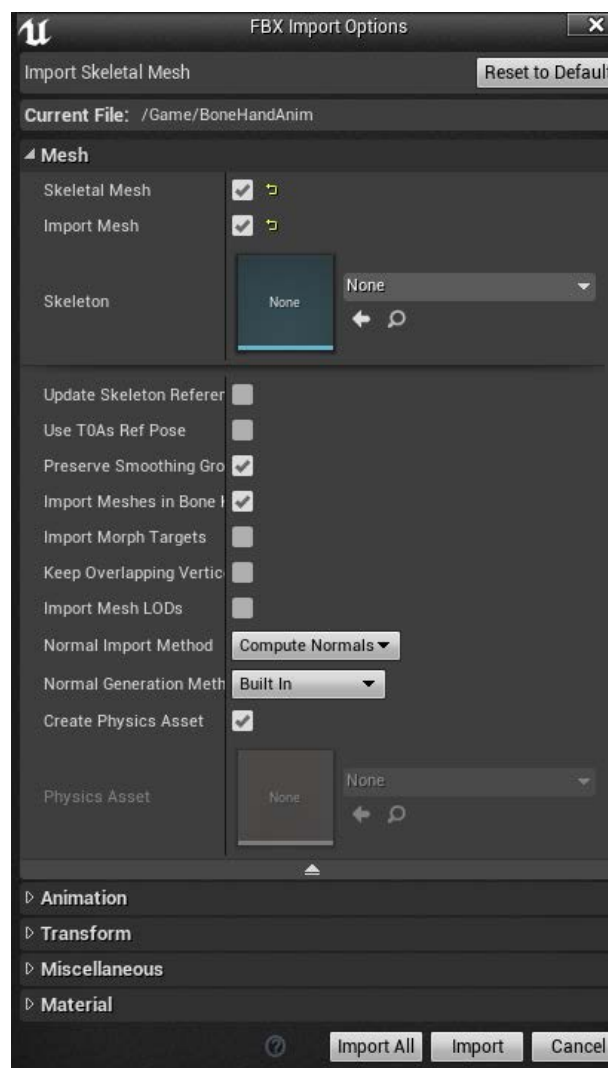 FBX Import Options
Import Skeletal Mesh
Reset to Defaul
Current File: /Game/BoneHandAnim
Mesh
Skeletal Mesh
Import Mesh
Skeleton
None
None
Update Skeleton Referer
Use T0As Ref Pose
Preserve Smoothing Gro
Import Meshes in Bone H
Import Morph Targets
Keep Overlapping Vertic
Import Mesh LODs
Normal Import Method
Compute Normals
Normal Generation Meth
Built In
Create Physics Asset
Physics Asset
None
None
Animation
Transform
Miscellaneous
Material
Import All
Import
Cancel